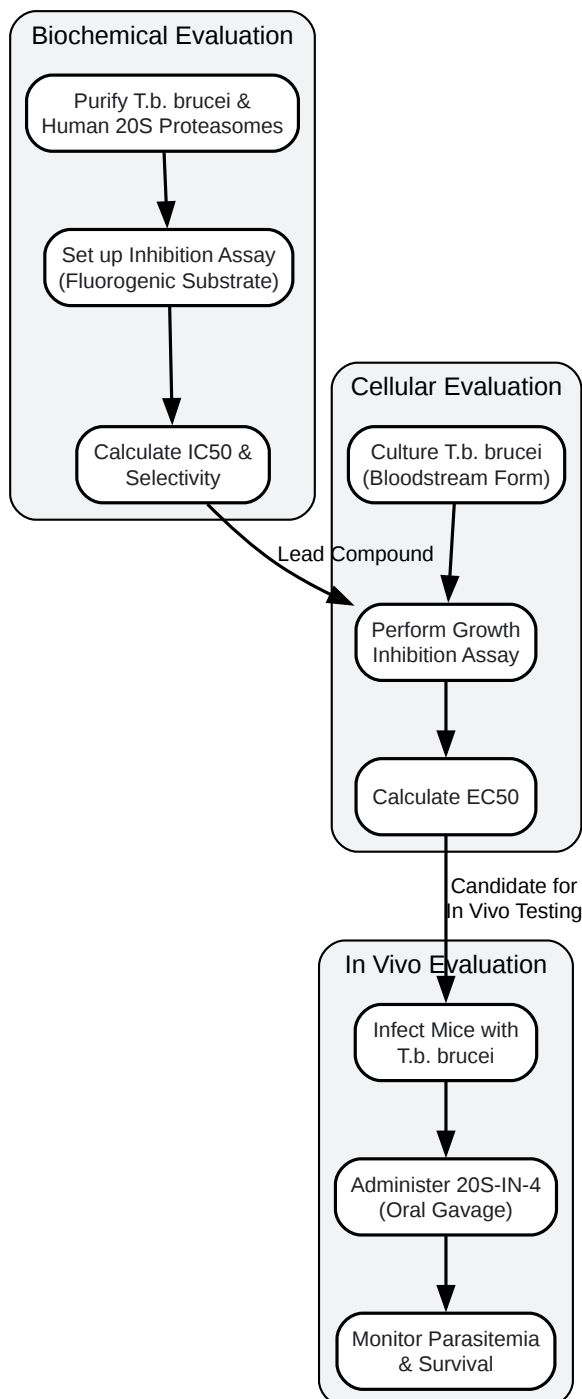 Biochemical Evaluation
Purify T.b. brucei &
Human 20S Proteasomes
Set up Inhibition Assay
(Fluorogenic Substrate)
Calculate IC50 &
Selectivity
Lead Compound
Cellular Evaluation
Culture T.b. brucei
(Bloodstream Form)
Perform Growth
Inhibition Assay
Calculate EC50
Candidate for
In Vivo Testing
In Vivo Evaluation
Infect Mice with
T.b. brucei
Administer 20S-IN-4
(Oral Gavage)
Monitor Parasitemia
& Survival